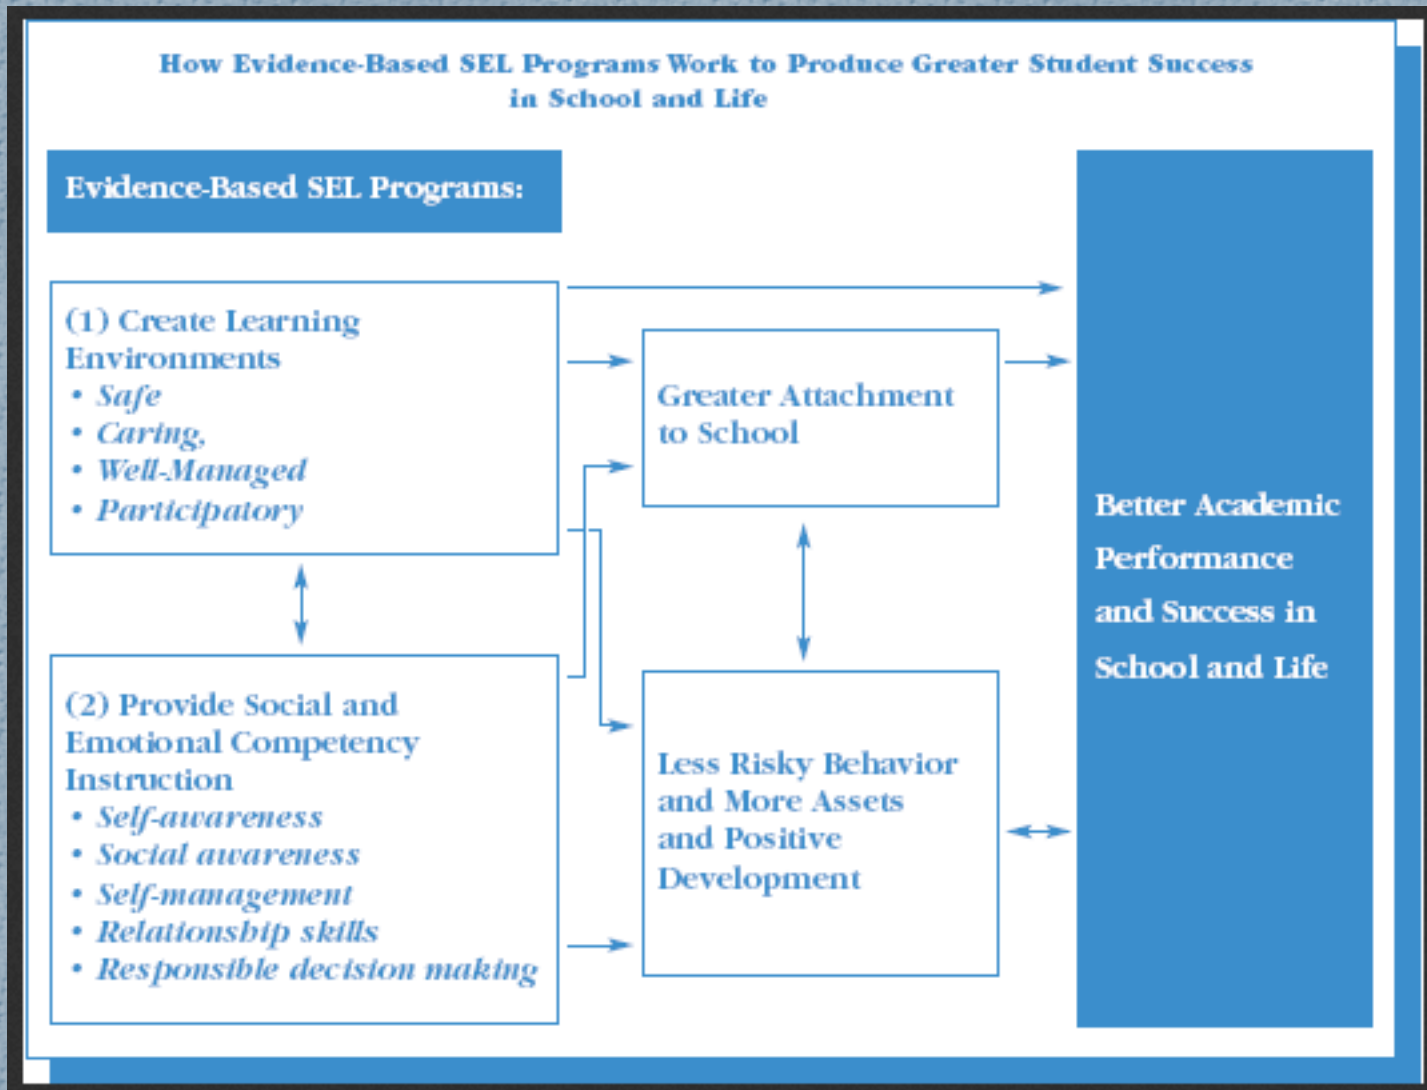 How Evidence-Based SEL Programs Work to Produce Greater Student Success
in School and Life
Evidence-Based SEL Programs:
(1) Create Learning
Environments
• Safe
• Caring,
• Well-Managed
• Participatory
(2) Provide Social and
Emotional Competency
Instruction
• Self-awareness
• Social awareness
• Self-management
• Relationship skills
• Responsible decision making
Greater Attachment
to School
Less Risky Behavior
and More Assets
and Positive
Development
Better Academic
Performance
and Success in
School and Life